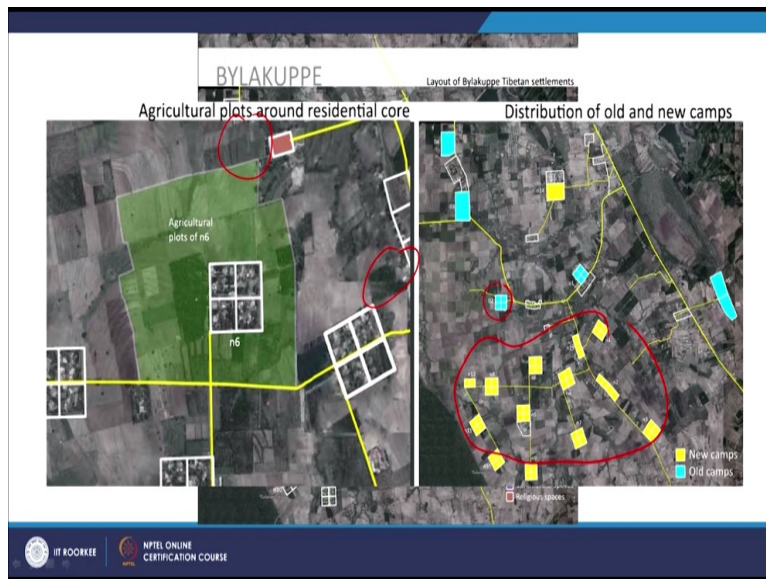 BYLAKUPPE
Layout of Bylakuppe Tibetan settlements
Agricultural plots around residential core
Distribution of old and new camps
Agricultural
plots of n6
n6
New camps
Old camps
Religious spaces
IIT ROORKEE
NPTEL ONLINE
CERTIFICATION COURSE
NPTEL